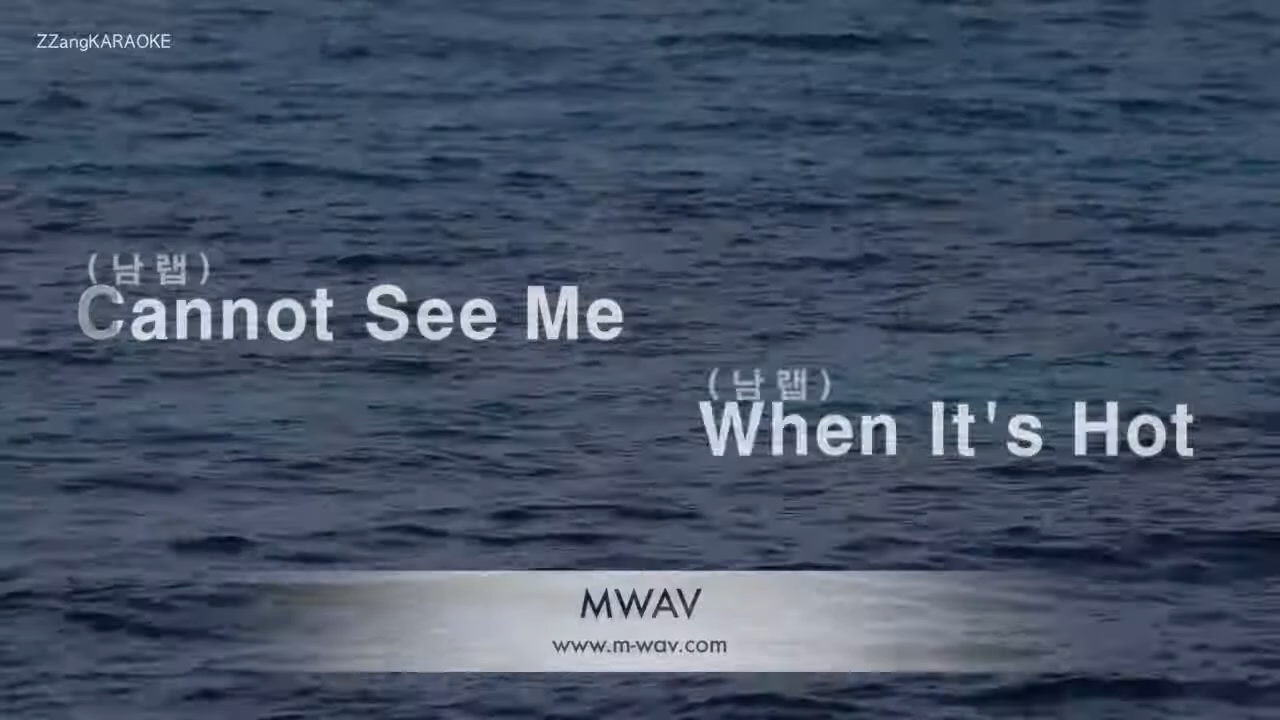 ZZangKARAOKE
(남랩)
Cannot See Me
(남랩)
When It's Hot
MWAV
www.m-wav.com